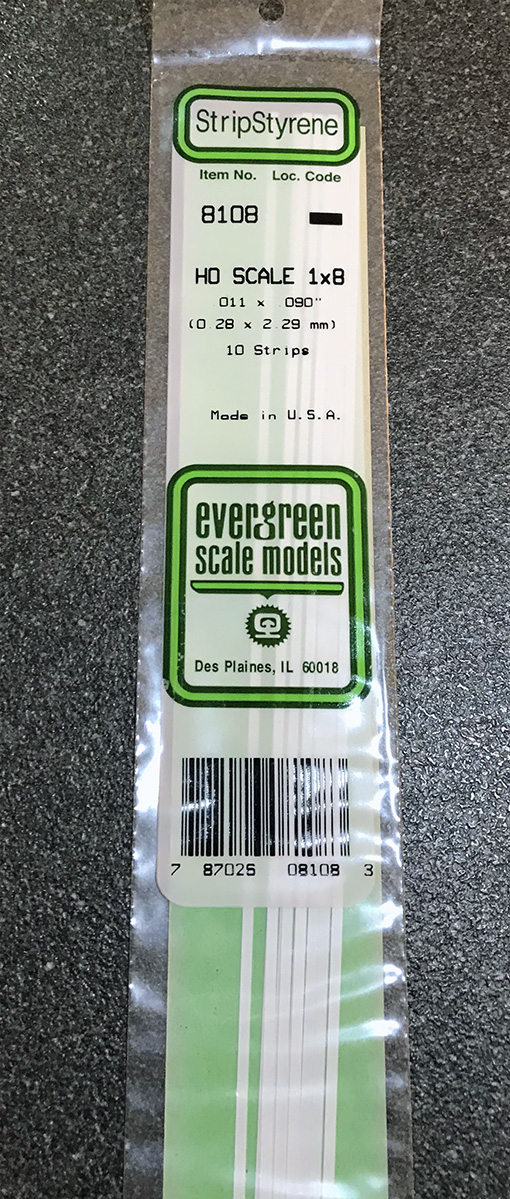 StripStyrene
Item No. Loc. Code
8108
HO SCALE 1x8
.011 x .090"
(0.28 x 2.29 mm)
10 Strips
Made in U.S.A.
evergreen
scale models
Des Plaines, IL 60018
7 87026 08108 3